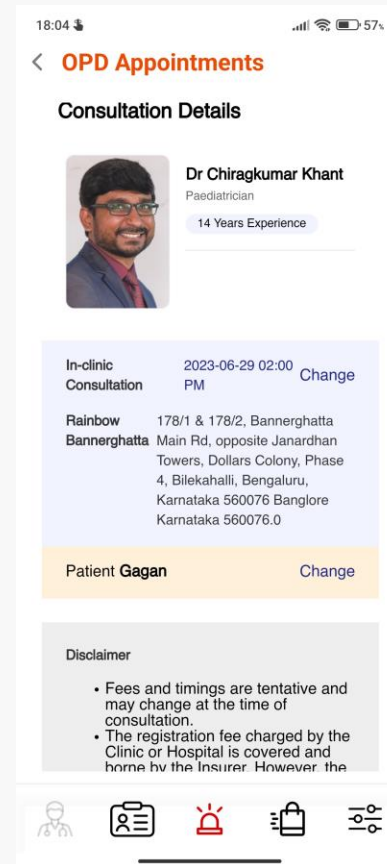 18:04
57%
OPD Appointments
Consultation Details
Dr Chiragkumar Khant
Paediatrician
14 Years Experience
In-clinic
Consultation
2023-06-29 02:00
PM
Change
Rainbow
Bannerghatta
178/1 & 178/2, Bannerghatta
Main Rd, opposite Janardhan
Towers, Dollars Colony, Phase
4, Bilekahalli, Bengaluru,
Karnataka 560076 Banglore
Karnataka 560076.0
Patient Gagan
Change
Disclaimer
• Fees and timings are tentative and
may change at the time of
consultation.
• The registration fee charged by the
Clinic or Hospital is covered and
borne by the Insurer. However, the